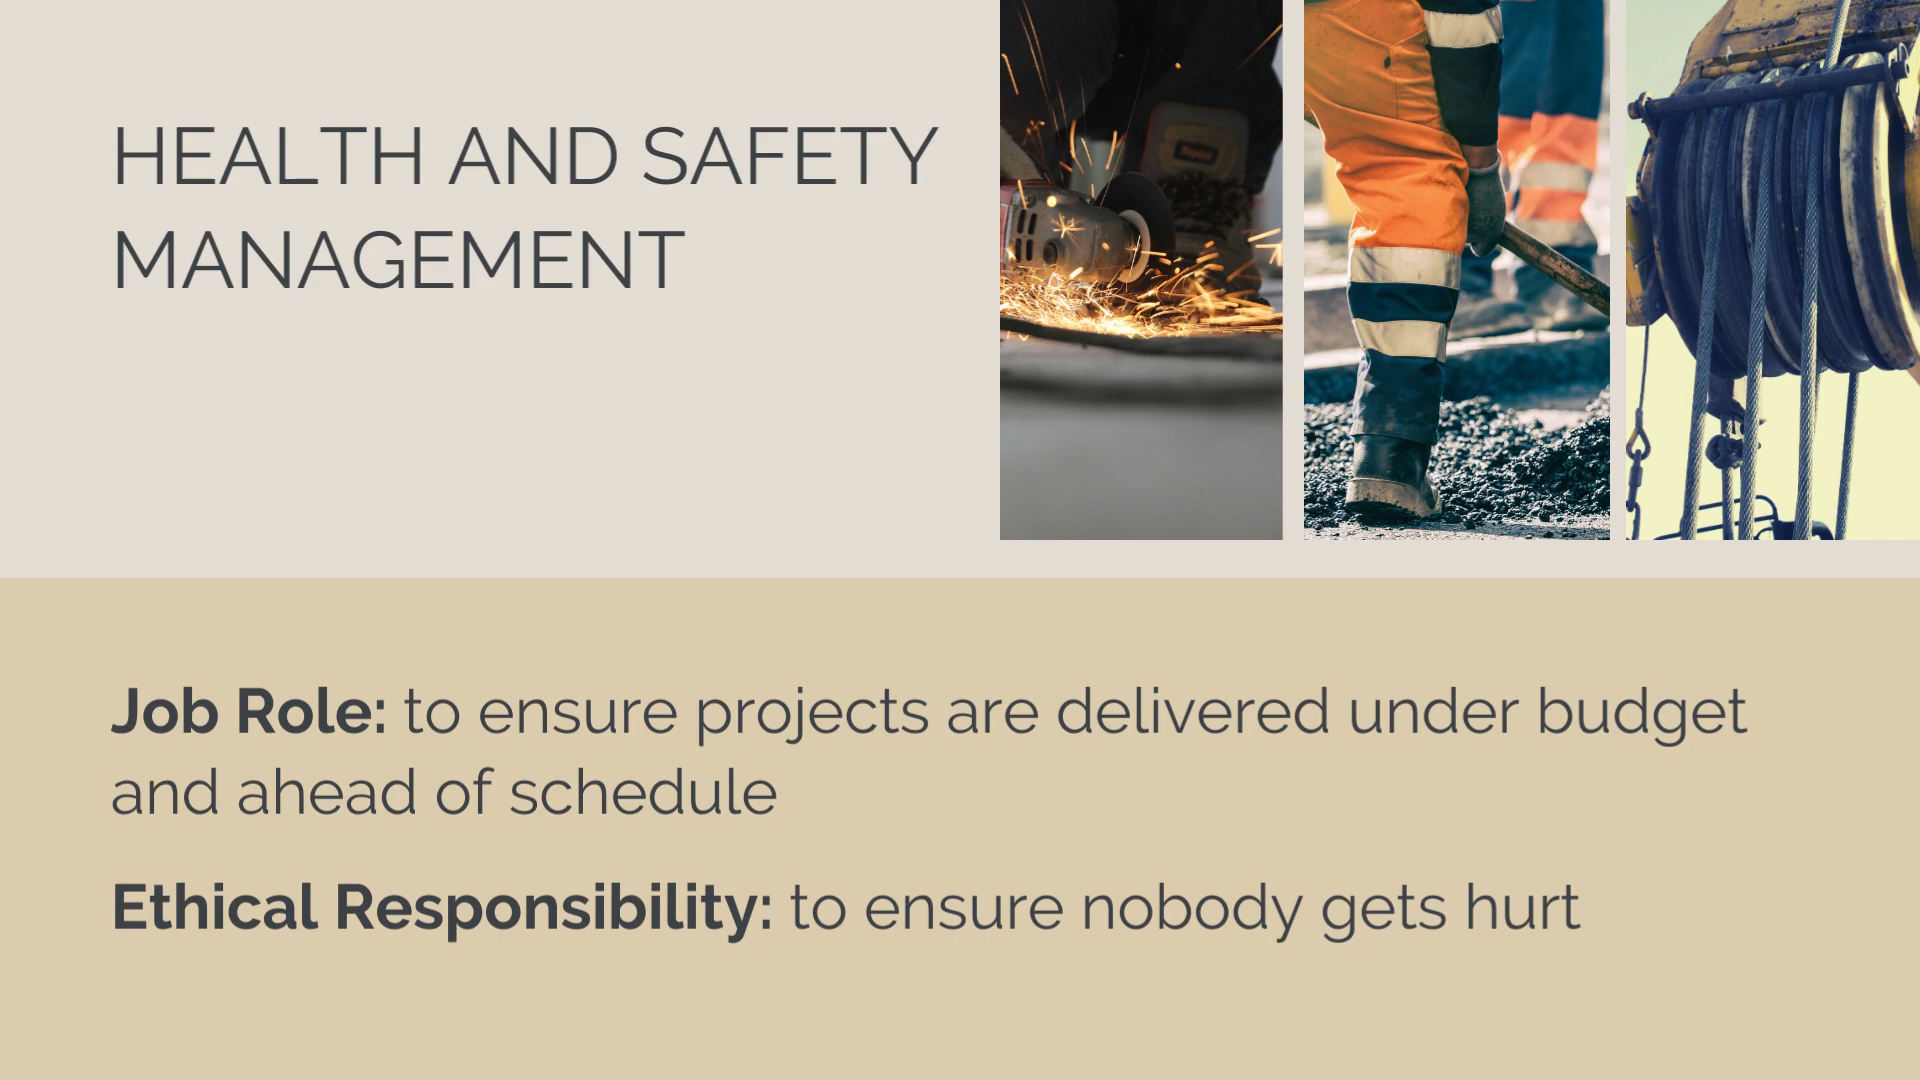 HEALTH AND SAFETY
MANAGEMENT
Job Role: to ensure projects are delivered under budget
and ahead of schedule
Ethical Responsibility: to ensure nobody gets hurt